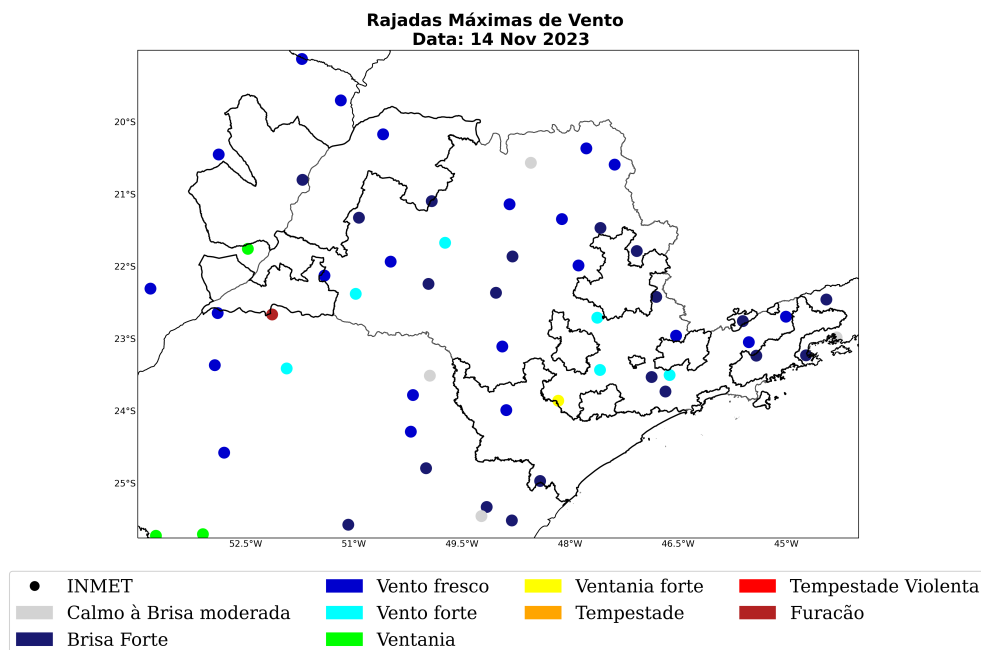 Rajadas Máximas de Vento
Data: 14 Nov 2023
20°S
21°S
22°S
23°S
24°S
25°S
52.5°W 51°W 49.5°W 48°W 46.5°W 45°W
INMET Vento fresco Ventania forte Tempestade Violenta
Calmo à Brisa moderada Vento forte Tempestade Furacão
Brisa Forte Ventania